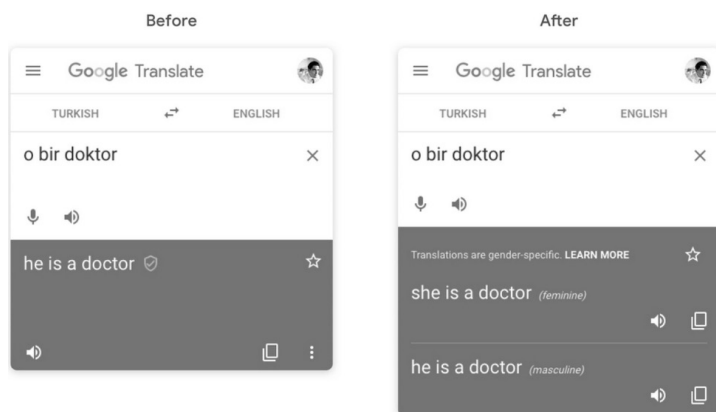 Before
Google Translate
TURKISH ENGLISH
o bir doktor
he is a doctor
After
Google Translate
TURKISH ENGLISH
o bir doktor
Translations are gender-specific. LEARN MORE
she is a doctor (feminine)
he is a doctor (masculine)